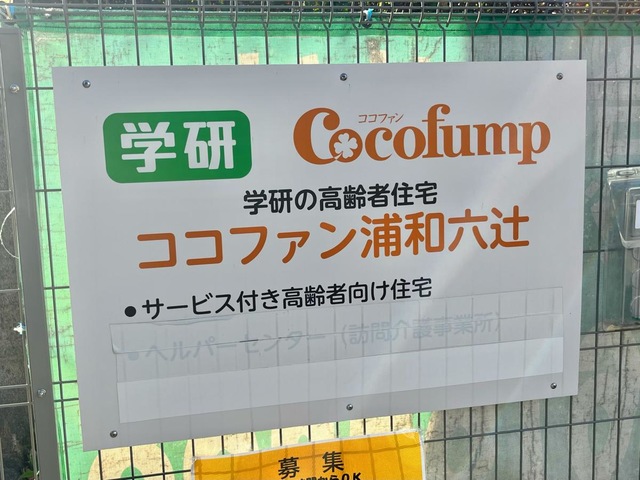 学研
ココファン
Cocofump
学研の高齢者住宅
ココファン浦和六辻
●サービス付き高齢者向け住宅
●ヘルパーセンター（訪問介護事業所）
募集